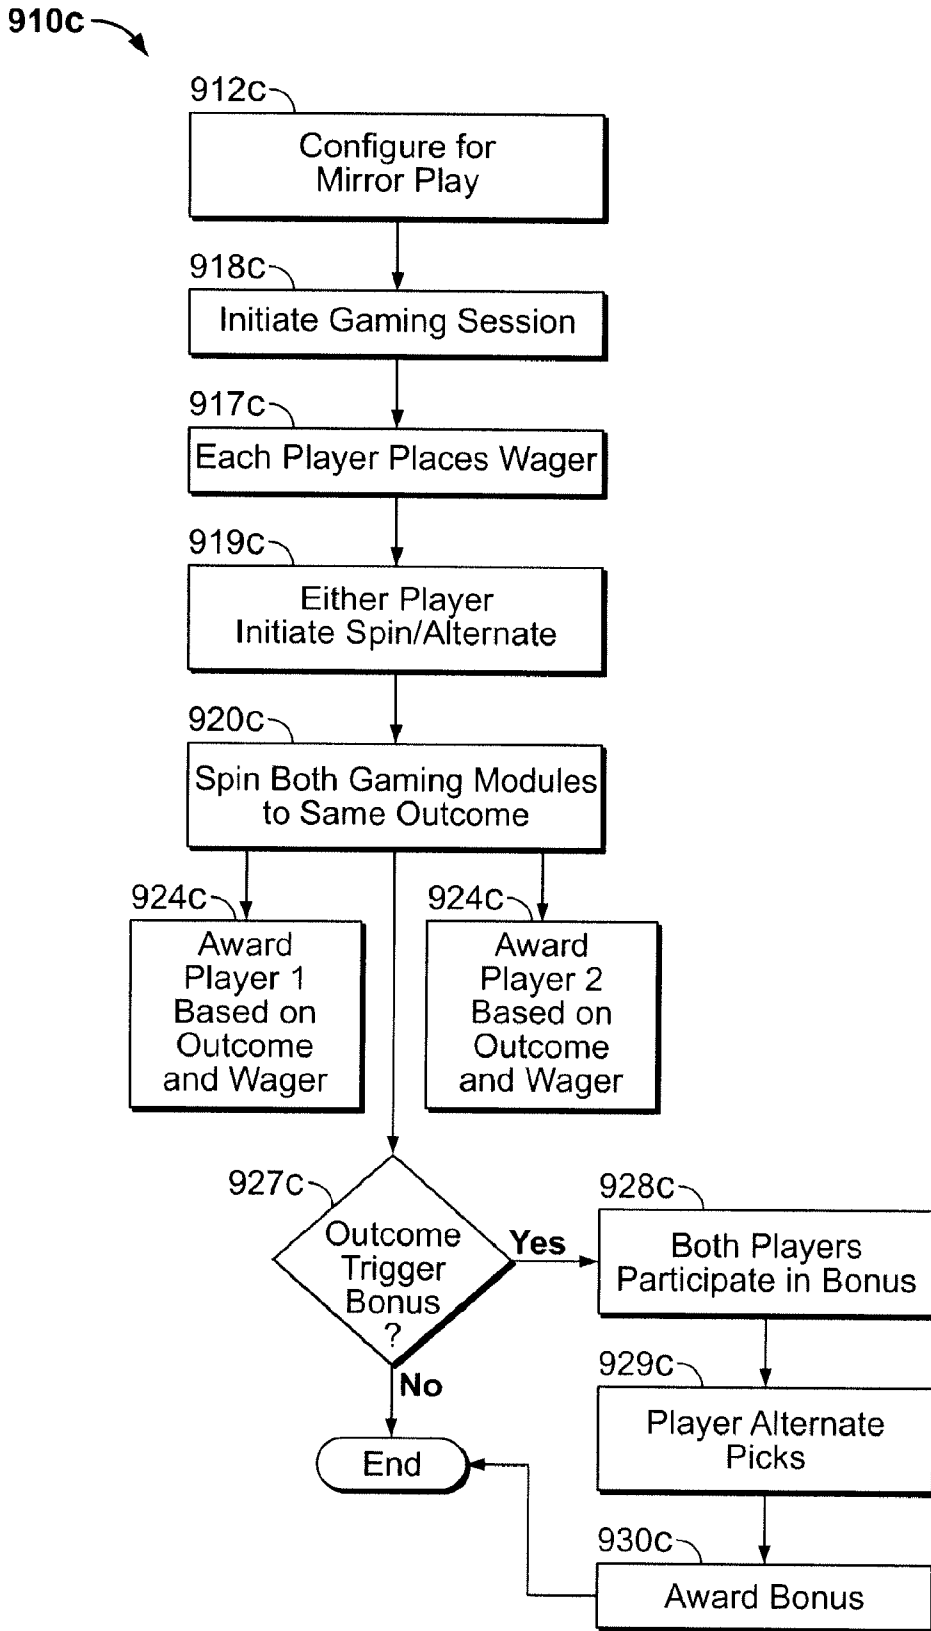 910c
912c
Configure for
Mirror Play
918c
Initiate Gaming Session
917c
Each Player Places Wager
919c
Either Player
Initiate Spin/Alternate
920c
Spin Both Gaming Modules
to Same Outcome
924c
Award
Player 1
Based on
Outcome
and Wager
924c
Award
Player 2
Based on
Outcome
and Wager
927c
Outcome
Trigger
Bonus
?
Yes
No
928c
Both Players
Participate in Bonus
929c
Player Alternate
Picks
930c
Award Bonus
End